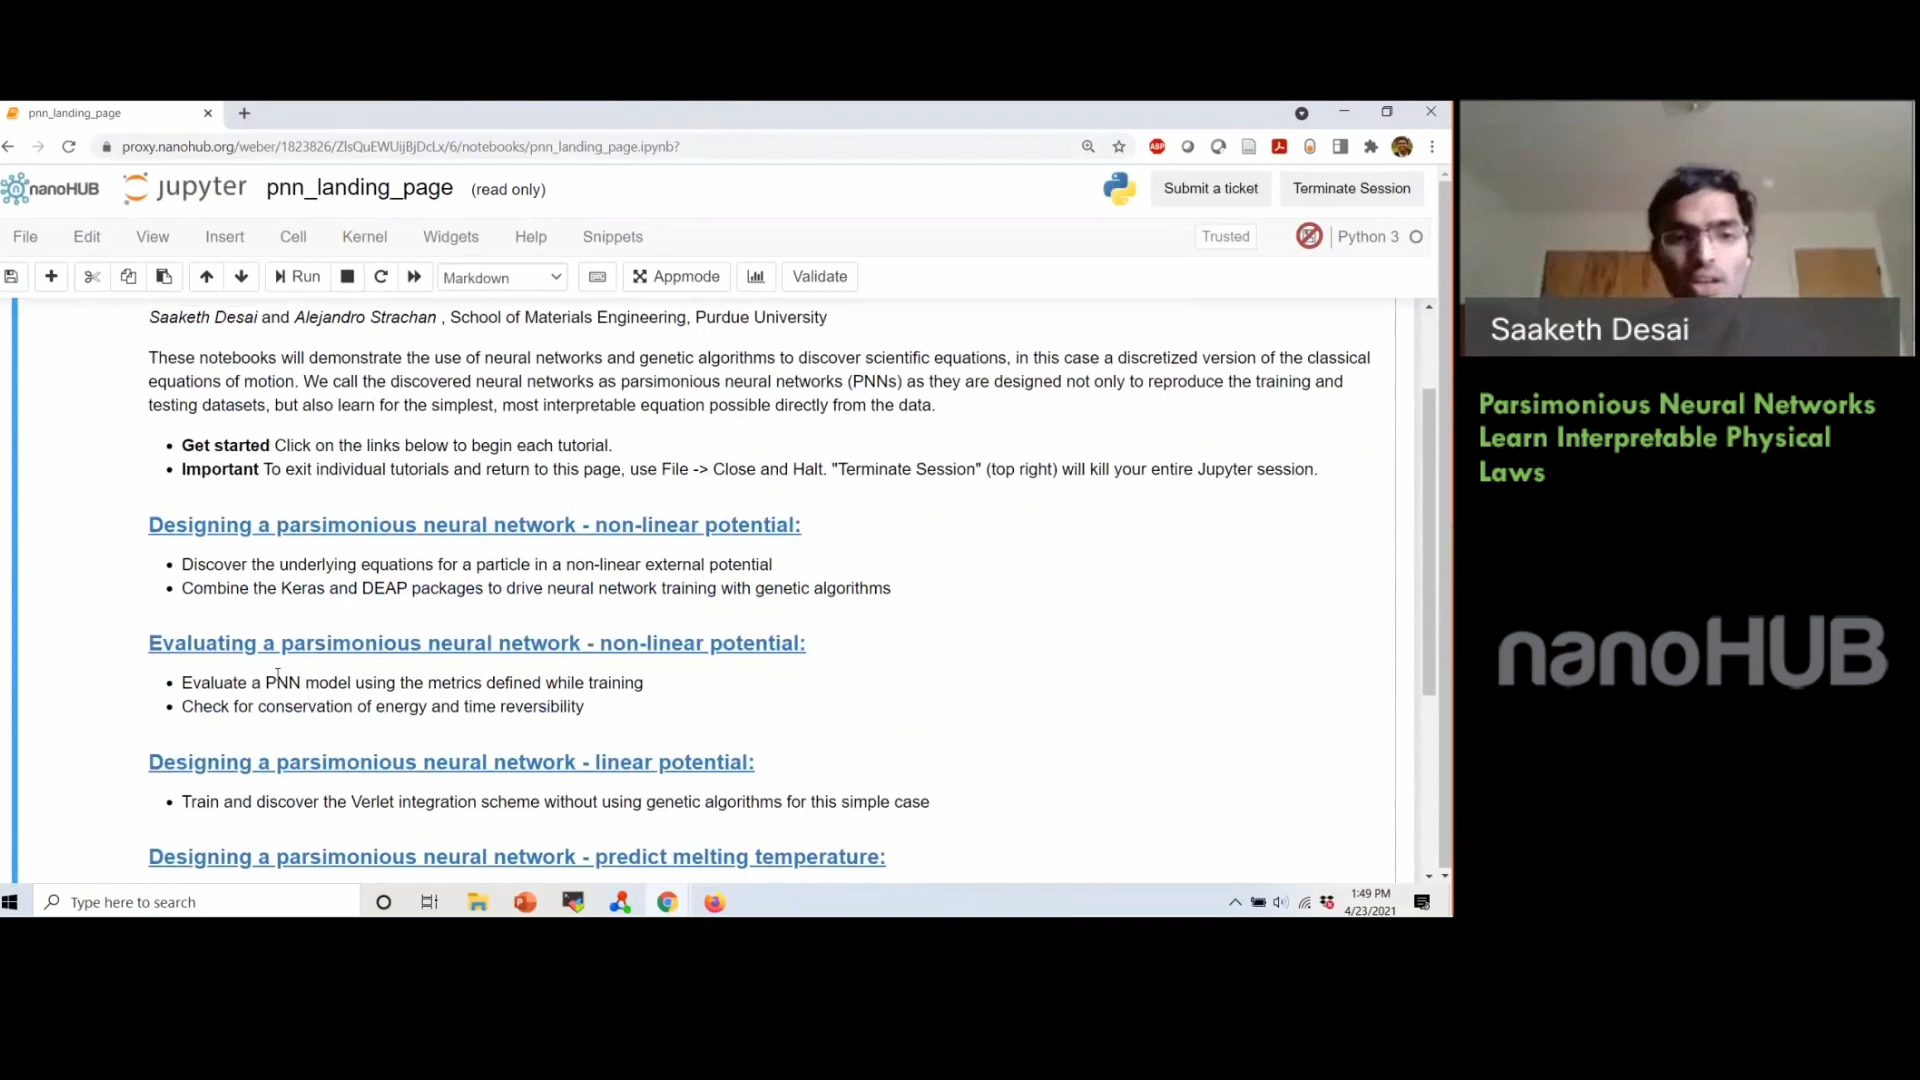 pnn_landing_page
proxy.nanohub.org/weber/1823826/ZlsQuEWUijBjDcLx/6/notebooks/pnn_landing_page.ipynb?
ABP
nanoHUB jupyter pnn_landing_page (read only) Submit a ticket Terminate Session
File Edit View Insert Cell Kernel Widgets Help Snippets Trusted Python 3
Run Markdown Appmode Validate
Saaketh Desai and Alejandro Strachan , School of Materials Engineering, Purdue University
These notebooks will demonstrate the use of neural networks and genetic algorithms to discover scientific equations, in this case a discretized version of the classical
equations of motion. We call the discovered neural networks as parsimonious neural networks (PNNs) as they are designed not only to reproduce the training and
testing datasets, but also learn for the simplest, most interpretable equation possible directly from the data.
• Get started Click on the links below to begin each tutorial.
• Important To exit individual tutorials and return to this page, use File -> Close and Halt. "Terminate Session" (top right) will kill your entire Jupyter session.
Designing a parsimonious neural network - non-linear potential:
• Discover the underlying equations for a particle in a non-linear external potential
• Combine the Keras and DEAP packages to drive neural network training with genetic algorithms
Evaluating a parsimonious neural network - non-linear potential:
• Evaluate a PNN model using the metrics defined while training
• Check for conservation of energy and time reversibility
Designing a parsimonious neural network - linear potential:
• Train and discover the Verlet integration scheme without using genetic algorithms for this simple case
Designing a parsimonious neural network - predict melting temperature:
Type here to search
1:49 PM
4/23/2021
Saaketh Desai
Parsimonious Neural Networks
Learn Interpretable Physical
Laws
nanoHUB